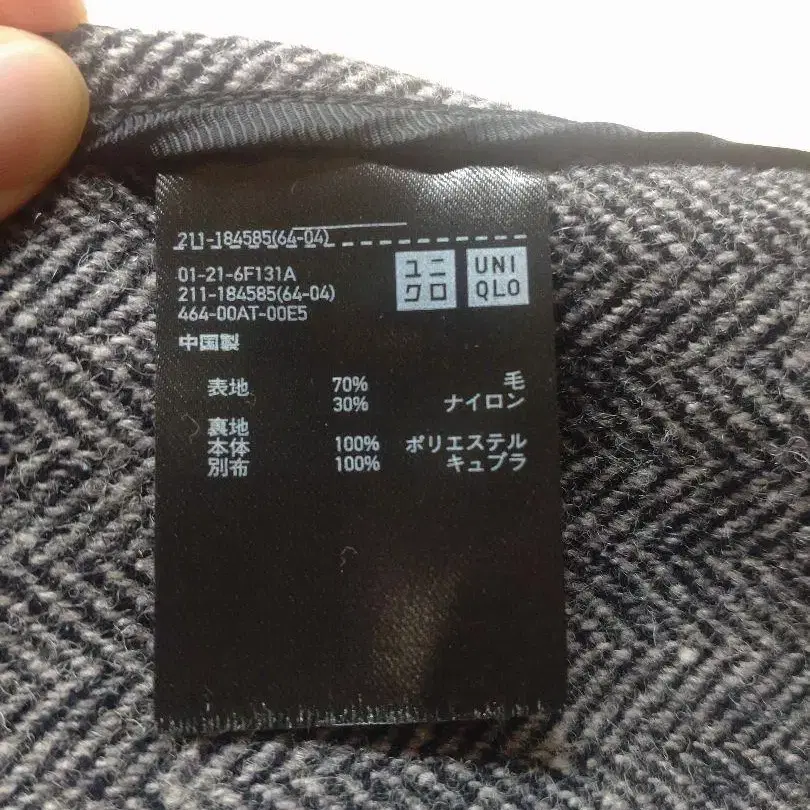 211-184585(64-04)
ユニ
クロ
UNI
QLO
01-21-6F131A
211-184585(64-04)
464-00AT-00E5
中国製
表地 70% 毛
30% ナイロン
裏地
本体 100% ポリエステル
別布 100% キュプラ